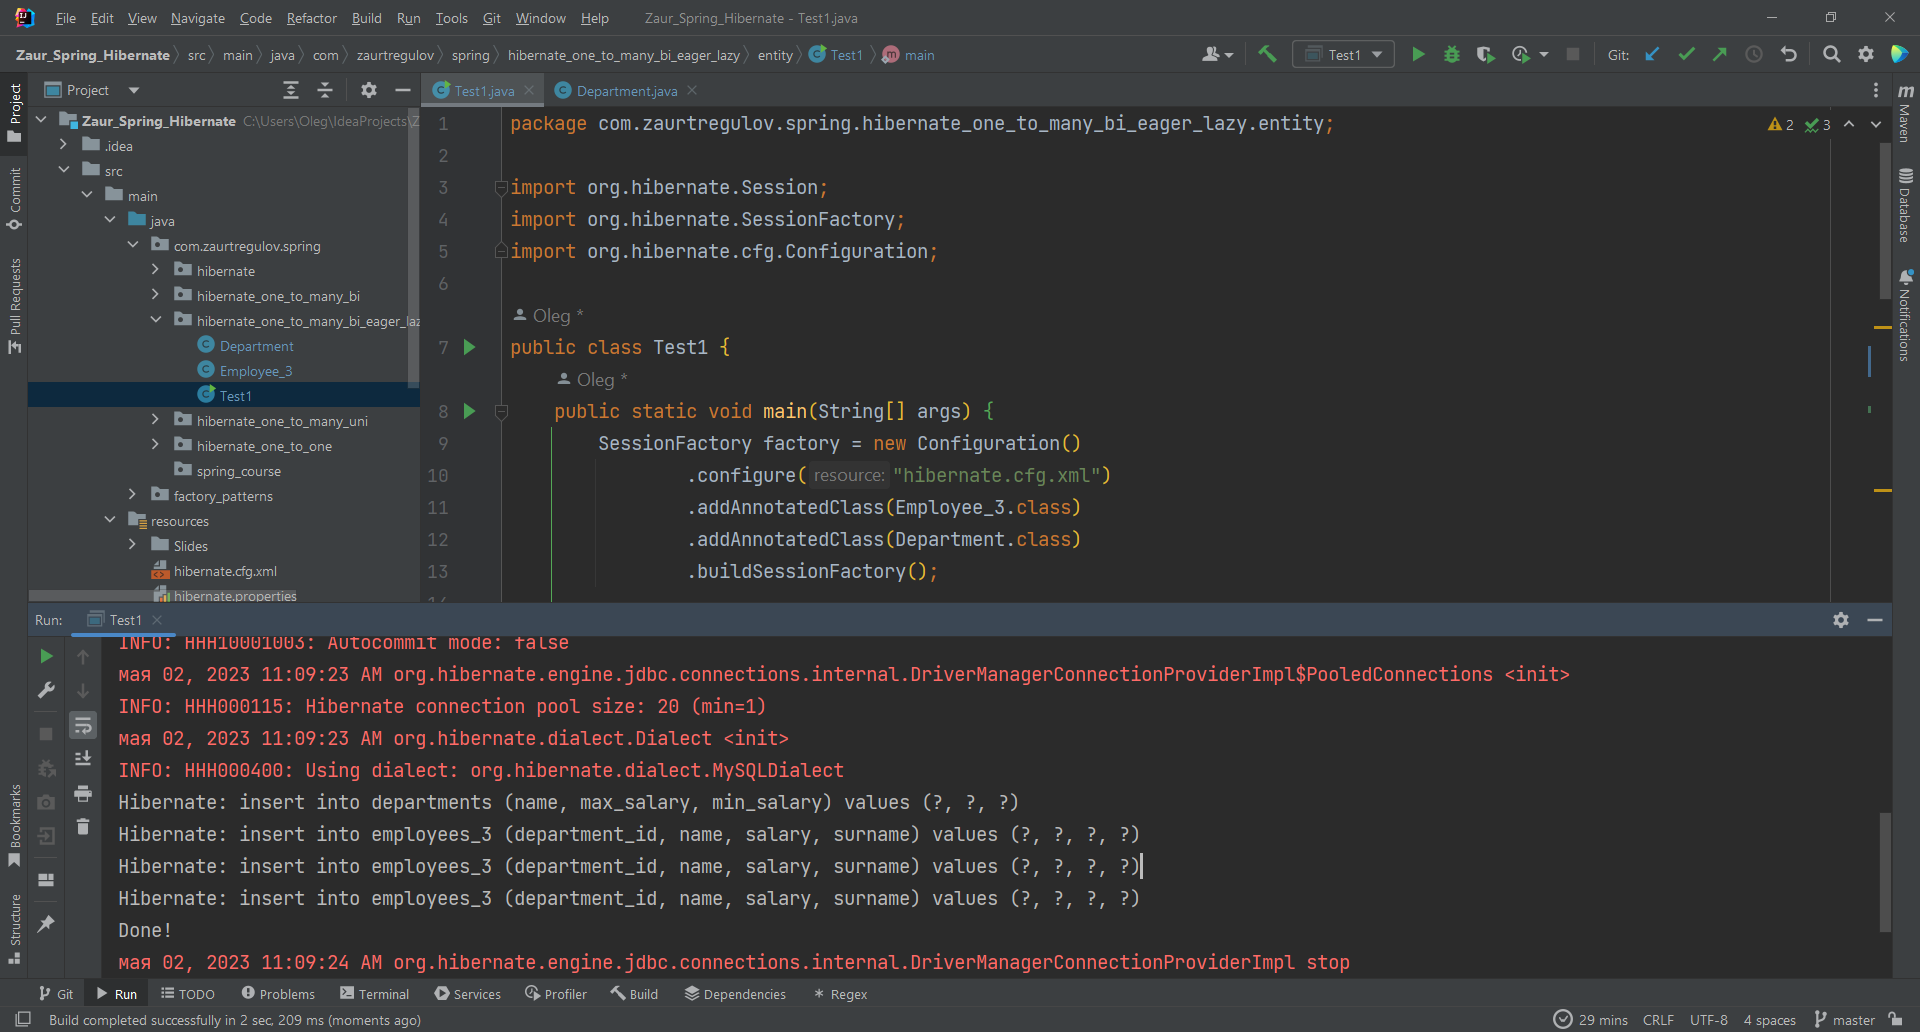 File Edit View Navigate Code Refactor Build Run Tools Git Window Help Zaur_Spring_Hibernate - Test1.java
Zaur_Spring_Hibernate src main java com zaurtregulov spring hibernate_one_to_many_bi_eager_lazy entity Test1 main Test1 Git:
Project
Test1.java Department.java
Zaur_Spring_Hibernate C:\Users\Oleg\IdeaProjects\Z
.idea
src
main
java
com.zaurtregulov.spring
hibernate
hibernate_one_to_many_bi
hibernate_one_to_many_bi_eager_laz
Department
Employee_3
Test1
hibernate_one_to_many_uni
hibernate_one_to_one
spring_course
factory_patterns
resources
Slides
hibernate.cfg.xml
hibernate.properties
Project
Commit
Pull Requests
Bookmarks
Structure
1 package com.zaurtregulov.spring.hibernate_one_to_many_bi_eager_lazy.entity;
2
3 import org.hibernate.Session;
4 import org.hibernate.SessionFactory;
5 import org.hibernate.cfg.Configuration;
6
Oleg *
7 public class Test1 {
Oleg *
8 public static void main(String[] args) {
9 SessionFactory factory = new Configuration()
10 .configure( resource: "hibernate.cfg.xml")
11 .addAnnotatedClass(Employee_3.class)
12 .addAnnotatedClass(Department.class)
13 .buildSessionFactory();
14
2 3
Maven
Database
Notifications
Run: Test1
INFO: HHH10001003: Autocommit mode: false
мая 02, 2023 11:09:23 AM org.hibernate.engine.jdbc.connections.internal.DriverManagerConnectionProviderImpl$PooledConnections <init>
INFO: HHH000115: Hibernate connection pool size: 20 (min=1)
мая 02, 2023 11:09:23 AM org.hibernate.dialect.Dialect <init>
INFO: HHH000400: Using dialect: org.hibernate.dialect.MySQLDialect
Hibernate: insert into departments (name, max_salary, min_salary) values (?, ?, ?)
Hibernate: insert into employees_3 (department_id, name, salary, surname) values (?, ?, ?, ?)
Hibernate: insert into employees_3 (department_id, name, salary, surname) values (?, ?, ?, ?)
Hibernate: insert into employees_3 (department_id, name, salary, surname) values (?, ?, ?, ?)
Done!
мая 02, 2023 11:09:24 AM org.hibernate.engine.jdbc.connections.internal.DriverManagerConnectionProviderImpl stop
Git Run TODO Problems Terminal Services Profiler Build Dependencies Regex
Build completed successfully in 2 sec, 209 ms (moments ago) 29 mins CRLF UTF-8 4 spaces master